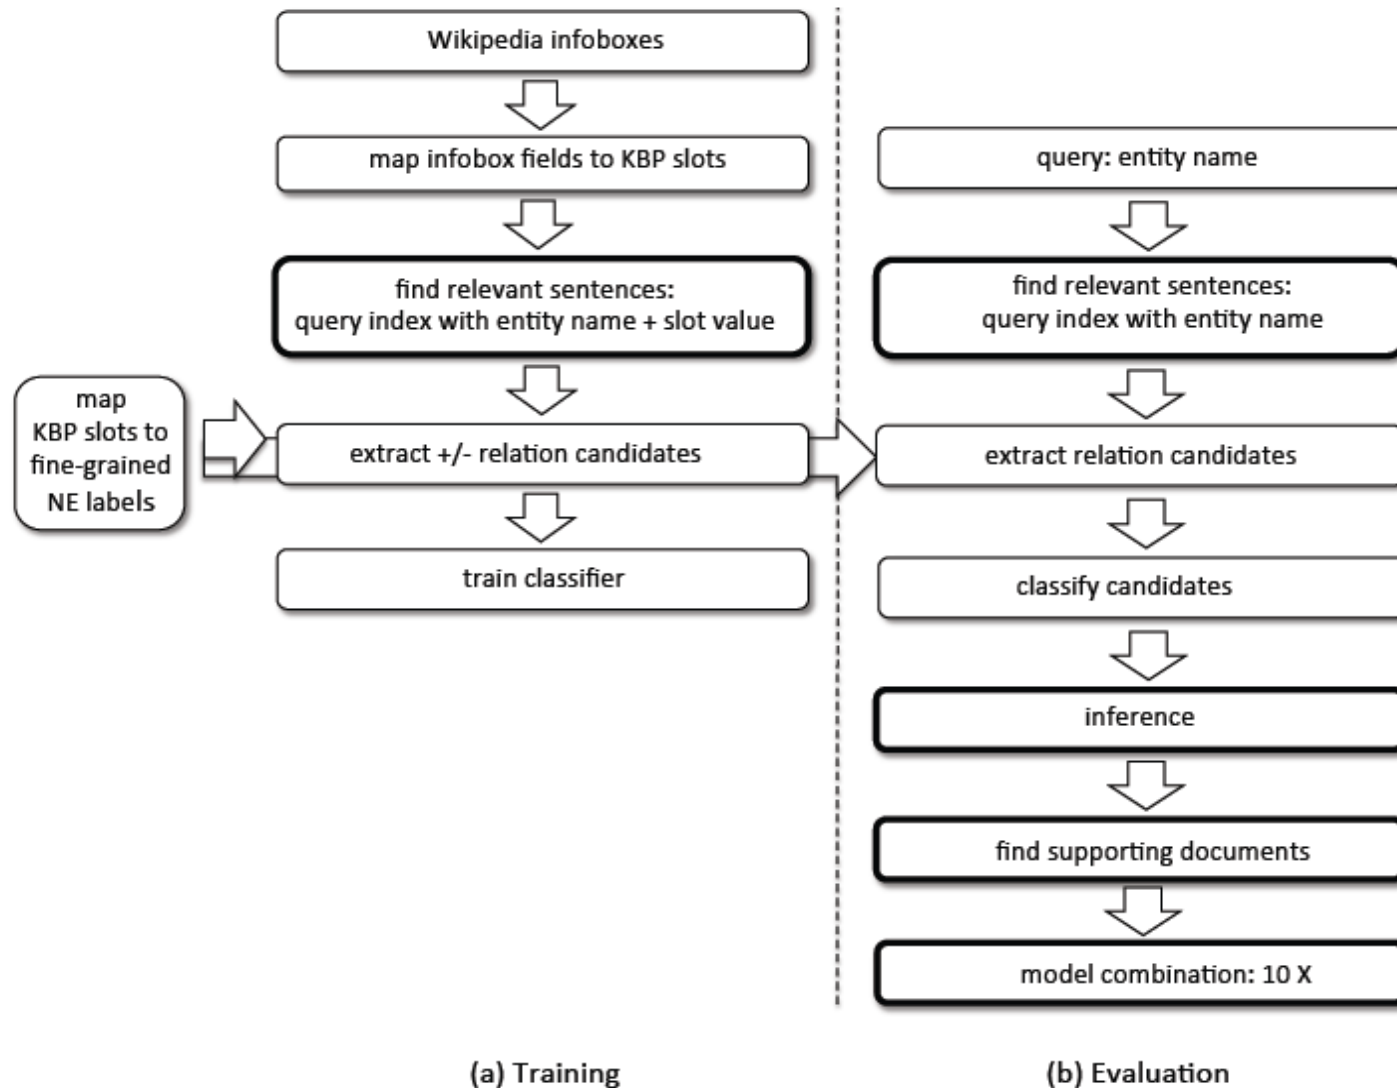 Wikipedia infoboxes
map infobox fields to KBP slots
find relevant sentences:
query index with entity name + slot value
map
KBP slots to
fine-grained
NE labels
extract +/- relation candidates
train classifier
(a) Training
query: entity name
find relevant sentences:
query index with entity name
extract relation candidates
classify candidates
inference
find supporting documents
model combination: 10 X
(b) Evaluation